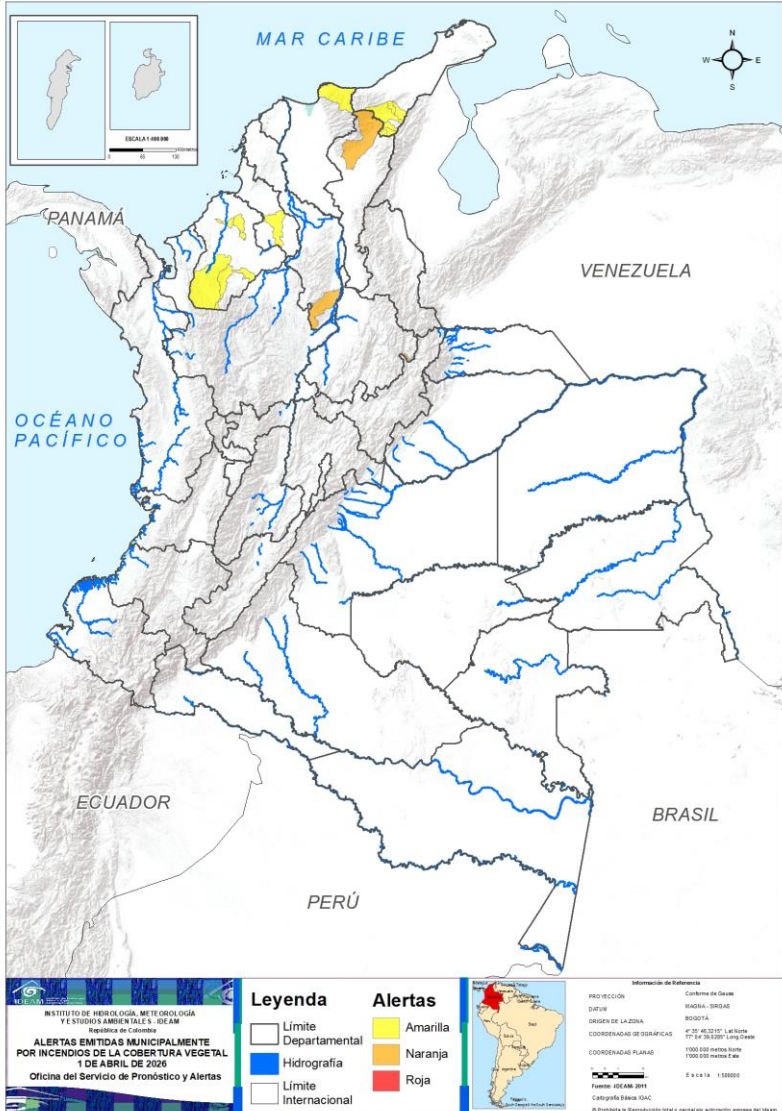 MAR CARIBE
N
W
E
S
ESCALA 1:400.000
0
65
130
PANAMÁ
VENEZUELA
OCÉANO
PACÍFICO
ECUADOR
BRASIL
PERÚ
IDEAM
INSTITUTO DE HIDROLOGÍA, METEOROLOGÍA
Y ESTUDIOS AMBIENTALES - IDEAM
República de Colombia
ALERTAS EMITIDAS MUNICIPALMENTE
POR INCENDIOS DE LA COBERTURA VEGETAL
1 DE ABRIL DE 2026
Oficina del Servicio de Pronóstico y Alertas
Leyenda
Límite
Departamental
Hidrografía
Límite
Internacional
Alertas
Amarilla
Naranja
Roja
Información de Referencia
PROYECCIÓN
Conforme de Gauss
DATUM
MAGNA - SIRGAS
ORIGEN DE LA ZONA
BOGOTÁ
COORDENADAS GEOGRÁFICAS
COORDENADAS PLANAS
1'000.000 metros Norte
1'000.000 metros Este
Escala 1:500000
Fuente: IDEAM 2011
Cartografía Básica IGAC